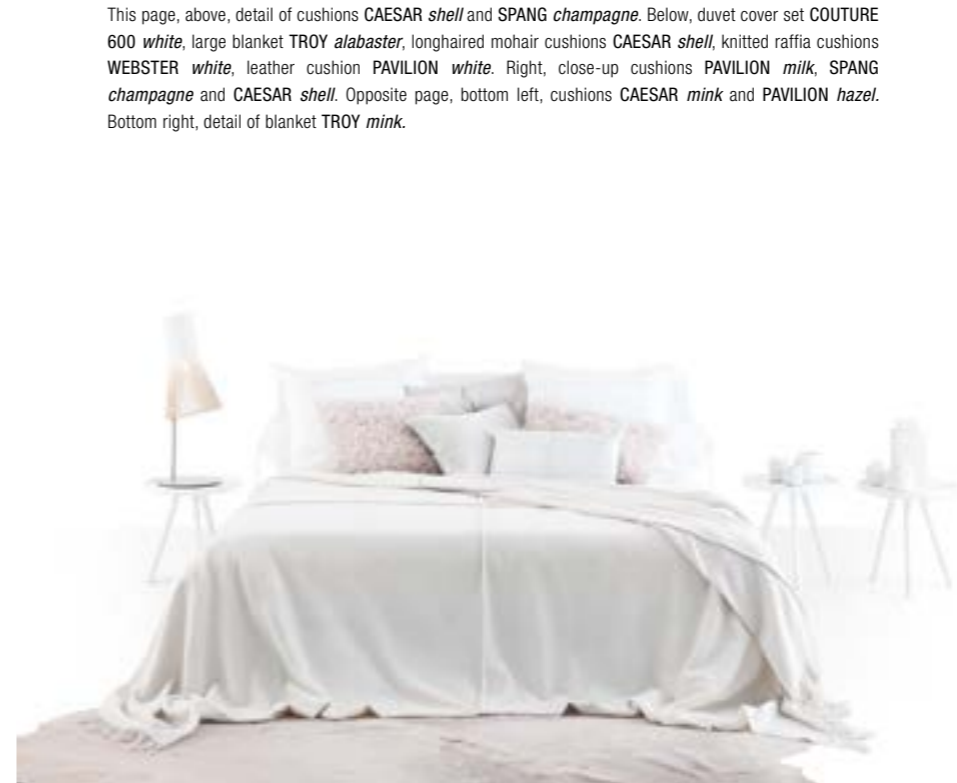 This page, above, detail of cushions CAESAR shell and SPANG champagne. Below, duvet cover set COUTURE
600 white, large blanket TROY alabaster, longhaired mohair cushions CAESAR shell, knitted raffia cushions
WEBSTER white, leather cushion PAVILION white. Right, close-up cushions PAVILION milk, SPANG
champagne and CAESAR shell. Opposite page, bottom left, cushions CAESAR mink and PAVILION hazel.
Bottom right, detail of blanket TROY mink.